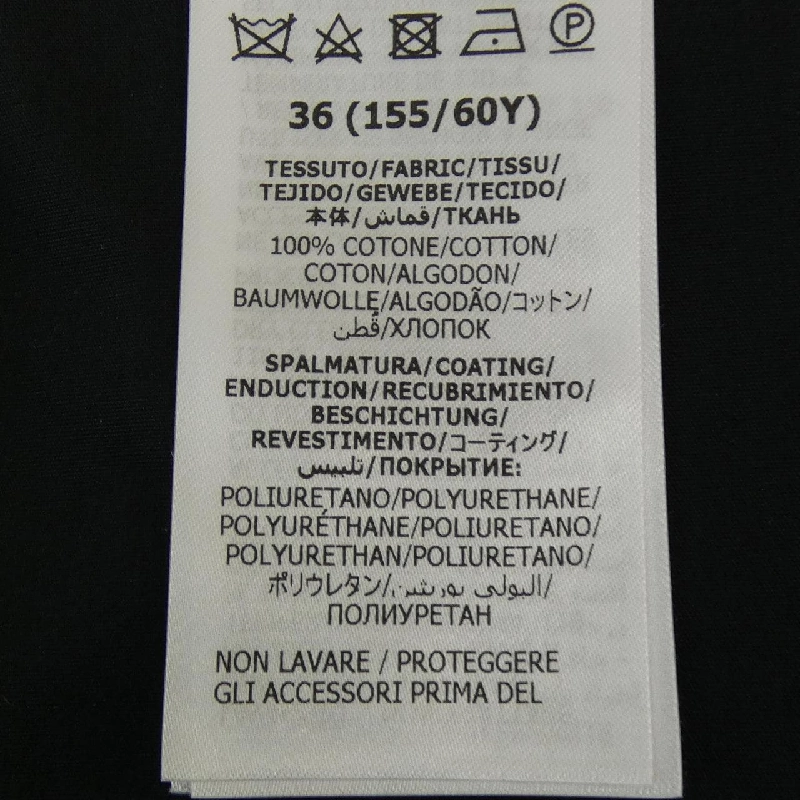 P
36 (155/60Y)
TESSUTO/FABRIC/TISSU/
TEJIDO/GEWEBE/TECIDO/
本体/قماش/ТКАНЬ
100% COTONE/COTTON/
COTON/ALGODON/
BAUMWOLLE/ALGODÃO/コットン/
قُطن/ХЛОПОК
SPALMATURA/COATING/
ENDUCTION/RECUBRIMIENTO/
BESCHICHTUNG/
REVESTIMENTO/コーティング/
تلبيس/ПОКРЫТИЕ:
POLIURETANO/POLYURETHANE/
POLYURÉTHANE/POLIURETANO/
POLYURETHAN/POLIURETANO/
ポリウレタン/البولي يوريثين/
ПОЛИУРЕТАН
NON LAVARE / PROTEGGERE
GLI ACCESSORI PRIMA DEL